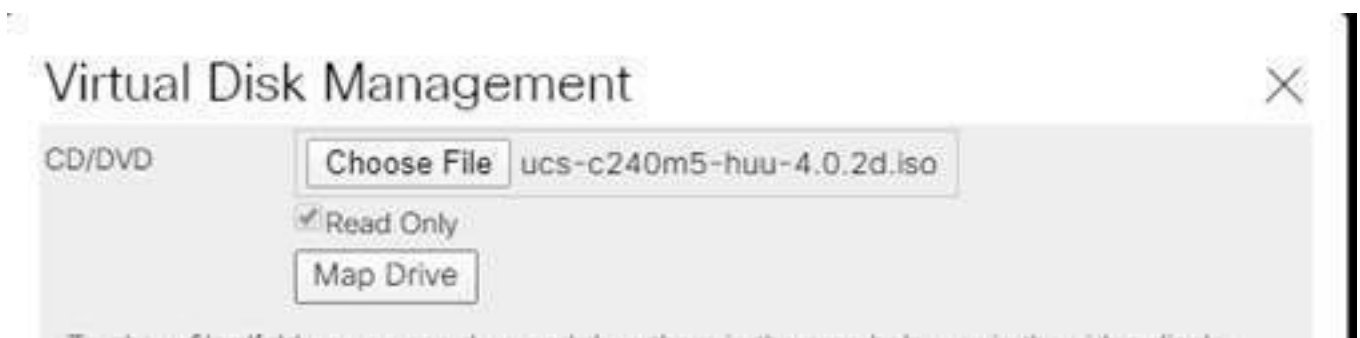 Virtual Disk Management
CD/DVD
Choose File ucs-c240m5-huu-4.0.2d.iso
Read Only
Map Drive